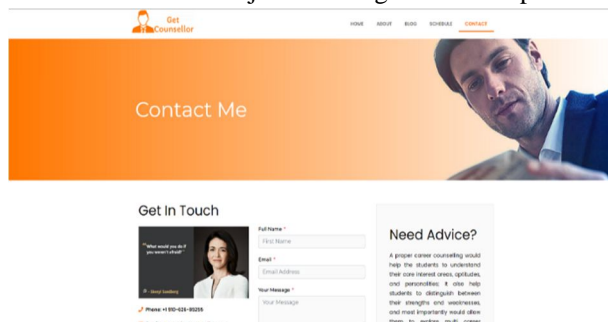 Get
Counsellor
HOME ABOUT BLOG SCHEDULE CONTACT
Contact Me
Get In Touch
"What would you do if
you weren't afraid?"
- Sheryl Sandberg
Phone: +1 910-626-85255
Full Name *
First Name
Email *
Email Address
Your Message *
Your Message
Need Advice?
A proper career counselling would
help the students to understand
their core interest areas, aptitudes,
and personalities. It also help
students to distinguish between
their strengths and weaknesses,
and most importantly would allow